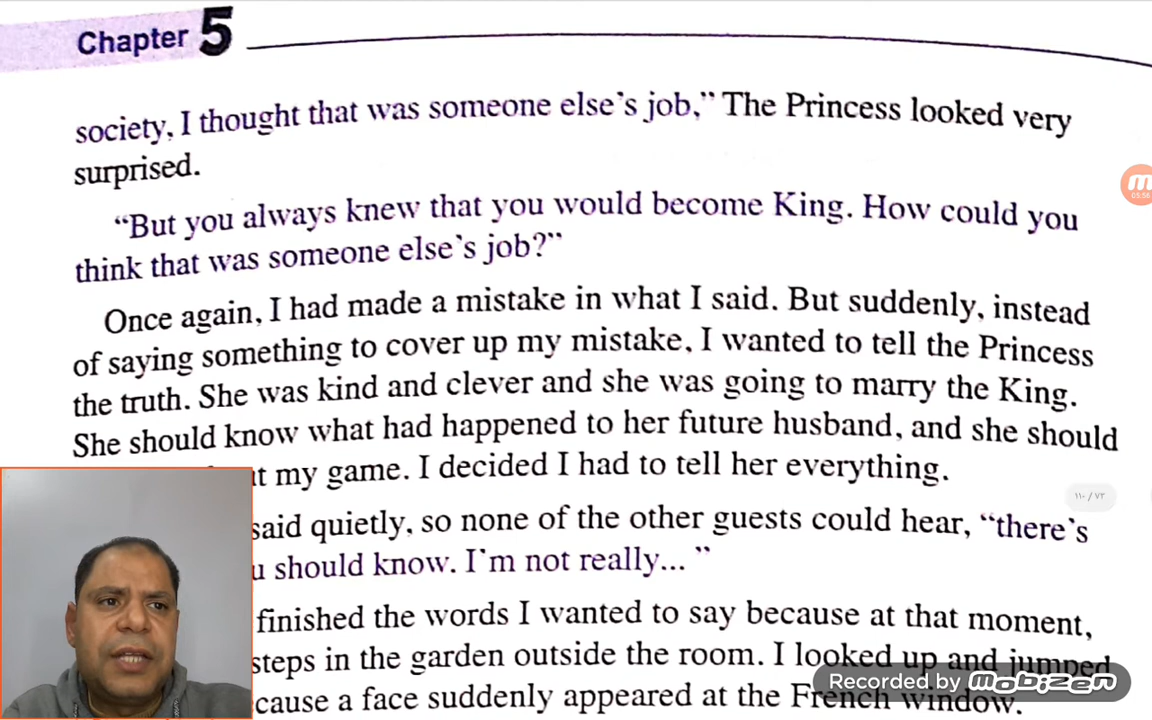 Chapter 5
society, I thought that was someone else's job," The Princess looked very
surprised.
"But you always knew that you would become King. How could you
think that was someone else's job?"
Once again, I had made a mistake in what I said. But suddenly, instead
of saying something to cover up my mistake, I wanted to tell the Princess
the truth. She was kind and clever and she was going to marry the King.
She should know what had happened to her future husband, and she should
my game. I decided I had to tell her everything.
said quietly, so none of the other guests could hear, "there's
should know. I'm not really..."
finished the words I wanted to say because at that moment,
steps in the garden outside the room. I looked up and jumped
cause a face suddenly appeared at the French window.
١١٠/٧٢
Recorded by mobizen